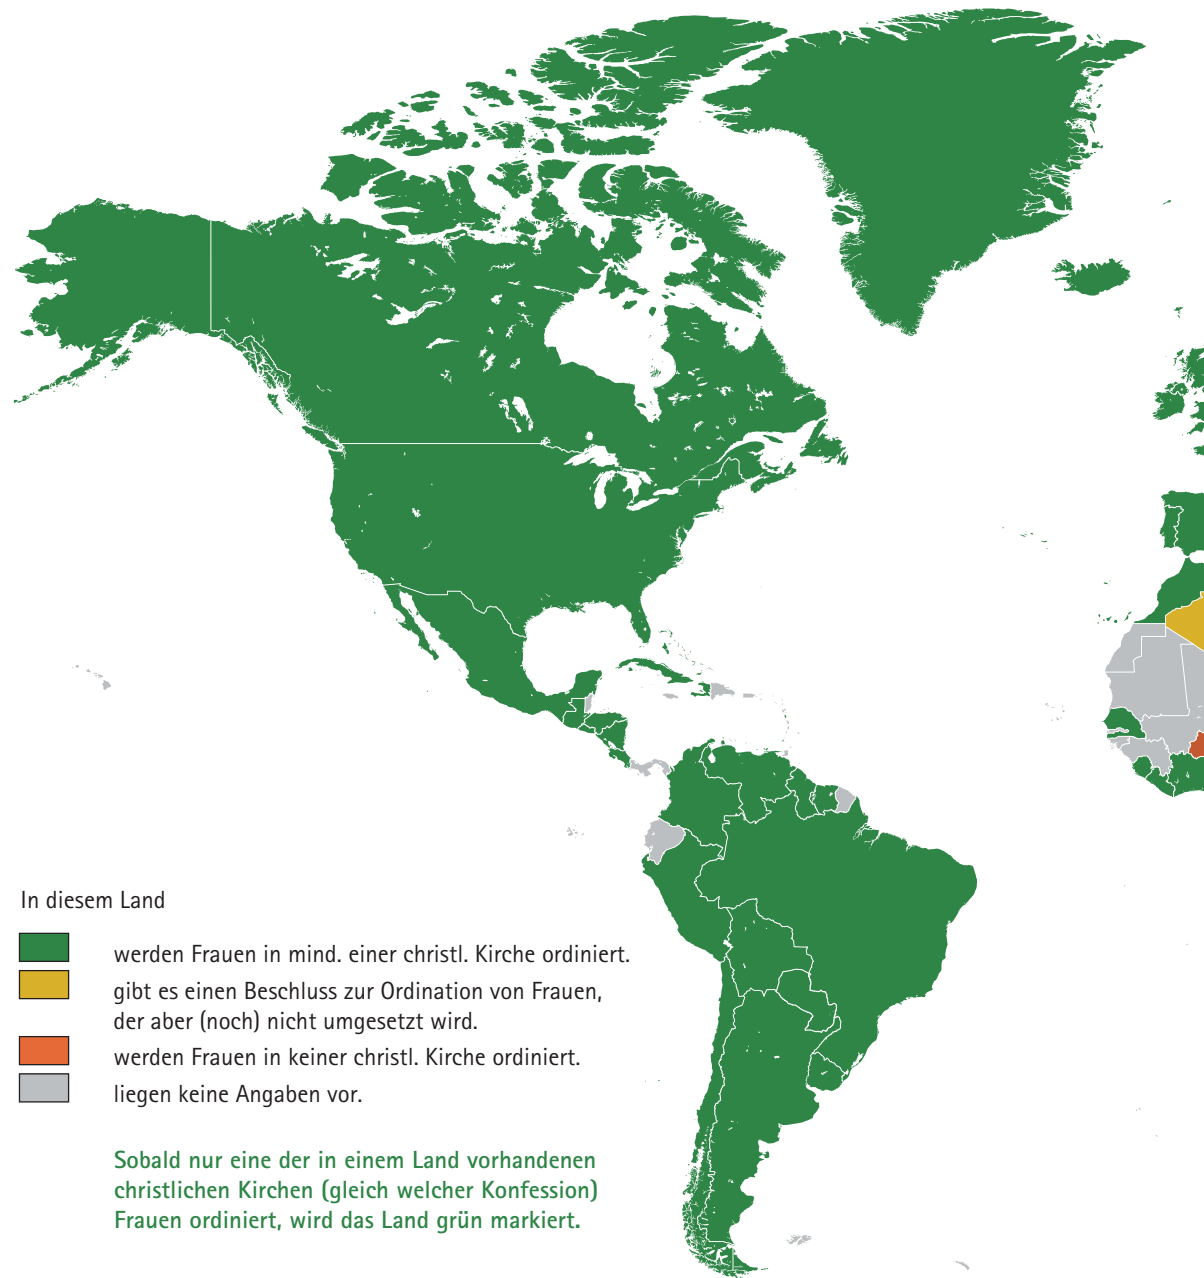 In diesem Land
werden Frauen in mind. einer christl. Kirche ordiniert.
gibt es einen Beschluss zur Ordination von Frauen,
der aber (noch) nicht umgesetzt wird.
werden Frauen in keiner christl. Kirche ordiniert.
liegen keine Angaben vor.
Sobald nur eine der in einem Land vorhandenen
christlichen Kirchen (gleich welcher Konfession)
Frauen ordiniert, wird das Land grün markiert.